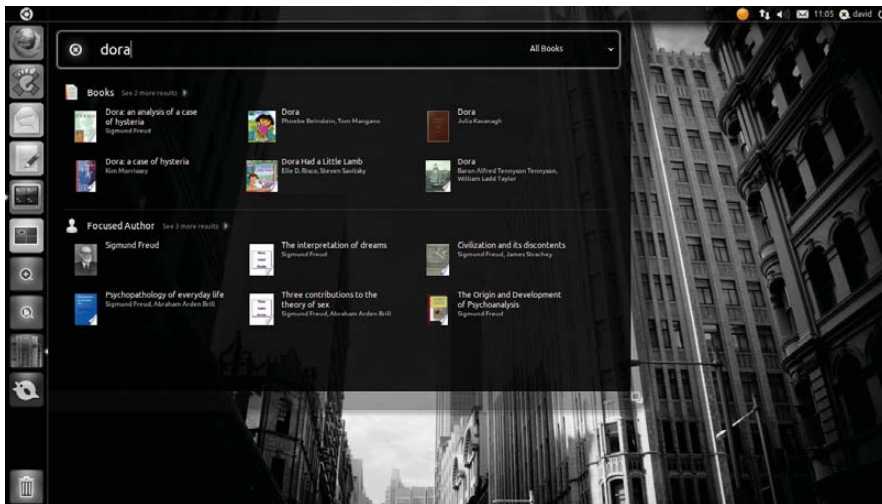 11:05 david
dora
All Books
Books See 2 more results
Dora: an analysis of a case
of hysteria
Sigmund Freud
Dora
Phoebe Beinstein, Tom Mangano
Dora
Julia Kavanagh
Dora: a case of hysteria
Kim Morrissey
Dora Had a Little Lamb
Elle D. Risco, Steven Savitsky
Dora
Baron Alfred Tennyson Tennyson,
William Ladd Taylor
Focused Author See 3 more results
Sigmund Freud
The interpretation of dreams
Sigmund Freud
Civilization and its discontents
Sigmund Freud, James Strachey
Psychopathology of everyday life
Sigmund Freud, Abraham Arden Brill
Three contributions to the
theory of sex
Sigmund Freud, Abraham Arden Brill
The Origin and Development
of Psychoanalysis
Sigmund Freud